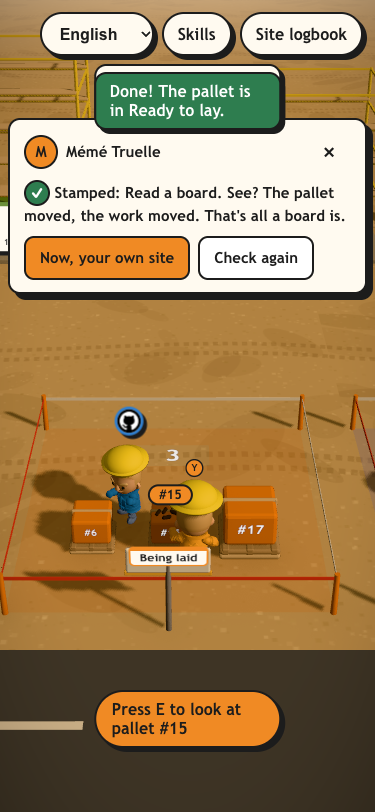 English
Skills
Site logbook
Done! The pallet is
in Ready to lay.
M
Mémé Truelle
×
Stamped: Read a board. See? The pallet
moved, the work moved. That's all a board is.
Now, your own site
Check again
3
Y
#15
#6
#
#17
Being laid
Press E to look at
pallet #15